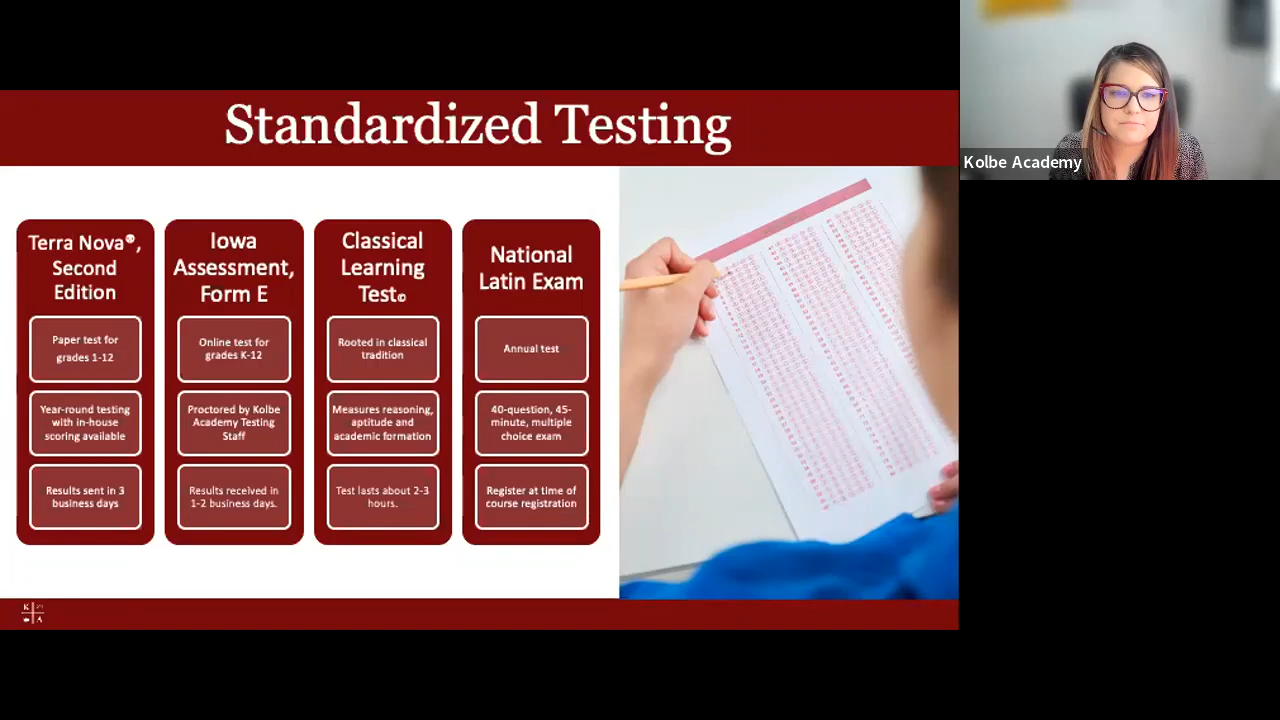 Standardized Testing
Kolbe Academy
Terra Nova®,
Second
Edition
Paper test for
grades 1-12
Year-round testing
with in-house
scoring available
Results sent in 3
business days
Iowa
Assessment,
Form E
Online test for
grades K-12
Proctored by Kolbe
Academy Testing
Staff
Results received in
1-2 business days.
Classical
Learning
Test©
Rooted in classical
tradition
Measures reasoning,
aptitude and
academic formation
Test lasts about 2-3
hours.
National
Latin Exam
Annual test
40-question, 45-
minute, multiple
choice exam
Register at time of
course registration
K
A